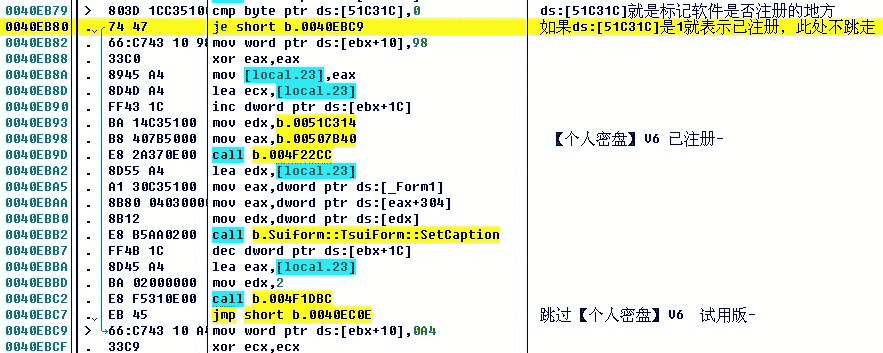 0040EB79 > 803D 1CC35100 cmp byte ptr ds:[51C31C],0 ds:[51C31C]就是标记软件是否注册的地方
0040EB80 . 74 47 je short b.0040EBC9 如果ds:[51C31C]是1就表示已注册，此处不跳走
0040EB82 . 66:C743 10 98 mov word ptr ds:[ebx+10],98
0040EB88 . 33C0 xor eax,eax
0040EB8A . 8945 A4 mov [local.23],eax
0040EB8D . 8D4D A4 lea ecx,[local.23]
0040EB90 . FF43 1C inc dword ptr ds:[ebx+1C]
0040EB93 . BA 14C35100 mov edx,b.0051C314
0040EB98 . B8 407B5000 mov eax,b.00507B40 【个人密盘】V6 已注册-
0040EB9D . E8 2A370E00 call b.004F22CC
0040EBA2 . 8D55 A4 lea edx,[local.23]
0040EBA5 . A1 30C35100 mov eax,dword ptr ds:[_Form1]
0040EBAA . 8B80 04030000 mov eax,dword ptr ds:[eax+304]
0040EBB0 . 8B12 mov edx,dword ptr ds:[edx]
0040EBB2 . E8 B5AA0200 call b.Suiform::TsuiForm::SetCaption
0040EBB7 . FF4B 1C dec dword ptr ds:[ebx+1C]
0040EBBA . 8D45 A4 lea eax,[local.23]
0040EBBD . BA 02000000 mov edx,2
0040EBC2 . E8 F5310E00 call b.004F1DBC
0040EBC7 . EB 45 jmp short b.0040EC0E 跳过【个人密盘】V6 试用版-
0040EBC9 > 66:C743 10 A4 mov word ptr ds:[ebx+10],0A4
0040EBCF . 33C9 xor ecx,ecx